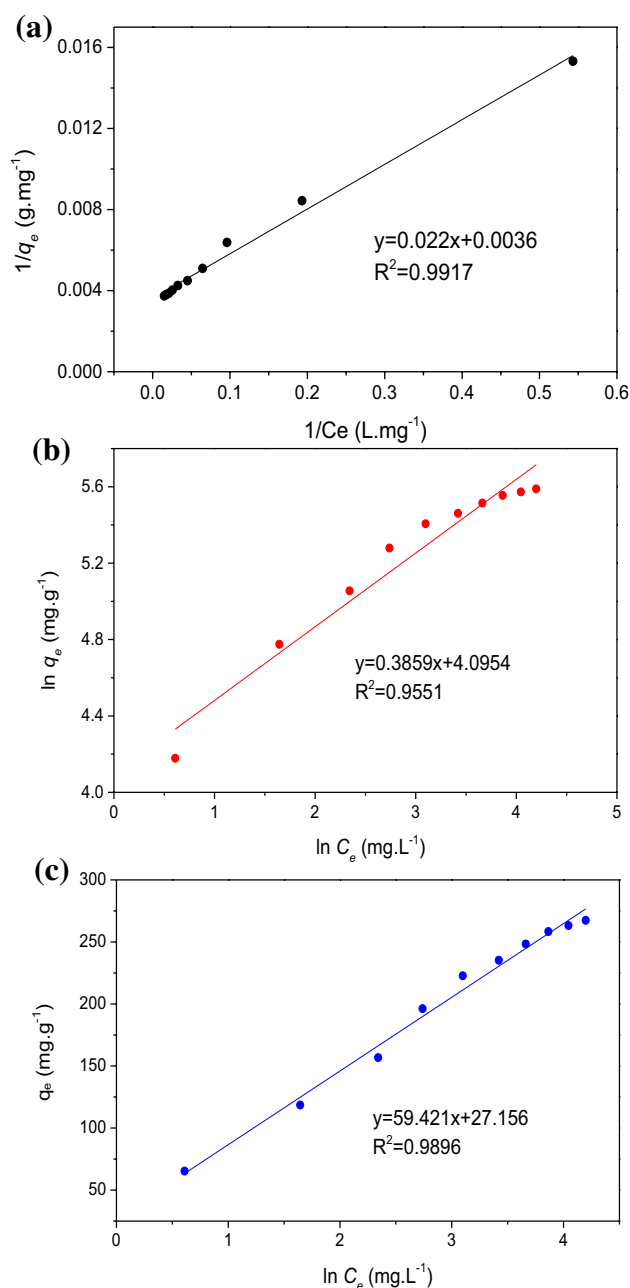 (a)
0.016
0.012
0.008
0.004
0.000
1/qₑ (g.mg⁻¹)
y=0.022x+0.0036
R²=0.9917
0.0 0.1 0.2 0.3 0.4 0.5 0.6
1/Ce (L.mg⁻¹)
(b)
5.6
5.2
4.8
4.4
4.0
ln qₑ (mg.g⁻¹)
y=0.3859x+4.0954
R²=0.9551
0 1 2 3 4 5
ln Cₑ (mg.L⁻¹)
(c)
300
250
200
150
100
50
qₑ (mg.g⁻¹)
y=59.421x+27.156
R²=0.9896
0 1 2 3 4
ln Cₑ (mg.L⁻¹)